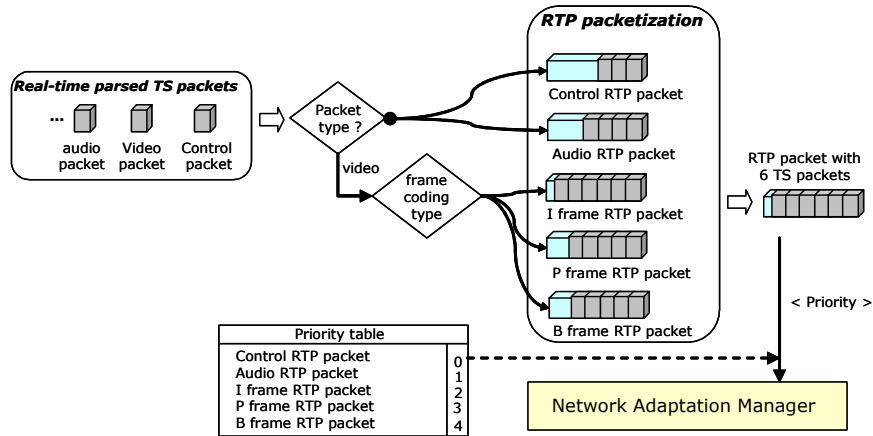 RTP packetization
Real-time parsed TS packets
...
audio
packet
Video
packet
Control
packet
Packet
type ?
video
frame
coding
type
Control RTP packet
Audio RTP packet
I frame RTP packet
P frame RTP packet
B frame RTP packet
RTP packet with
6 TS packets
< Priority >
Network Adaptation Manager
Priority table
Control RTP packet 0
Audio RTP packet 1
I frame RTP packet 2
P frame RTP packet 3
B frame RTP packet 4